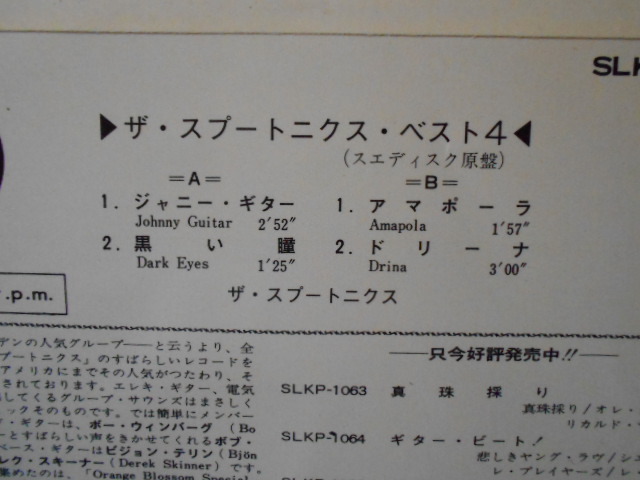 SLK
▶ザ・スプートニクス・ベスト4◀
(スエディスク原盤)
=A=
1. ジャニー・ギター
Johnny Guitar 2′52″
2. 黒い瞳
Dark Eyes 1′25″
=B=
1. アマポーラ
Amapola 1′57″
2. ドリーナ
Drina 3′00″
ザ・スプートニクス
r.p.m.
デンの人気グループ——と云うより、全
プートニクス』のすばらしいレコードを
アメリカにまでその人気がつたわり、そ
されております。エレキ・ギター、電気
してくるグループ・サウンズはまさしく
ックそのものです。では簡単にメンバー
・ギターは、ボー・ウィンバーグ (Bo
ーとすばらしい声をきかせてくれるボブ・
ベース・ギターはビジョン・テリン (Björ
レク・スキーナー (Derek Skinner) です。
集めたのは、「Orange Blossom Special
——只今好評発売中!!——
SLKP-1063 真珠採り
真珠採り/オレ・
リカルド・
SLKP-1064 ギター・ビート!
悲しきヤング・ラヴ/シェ
レ・プレイヤーズ/レ・